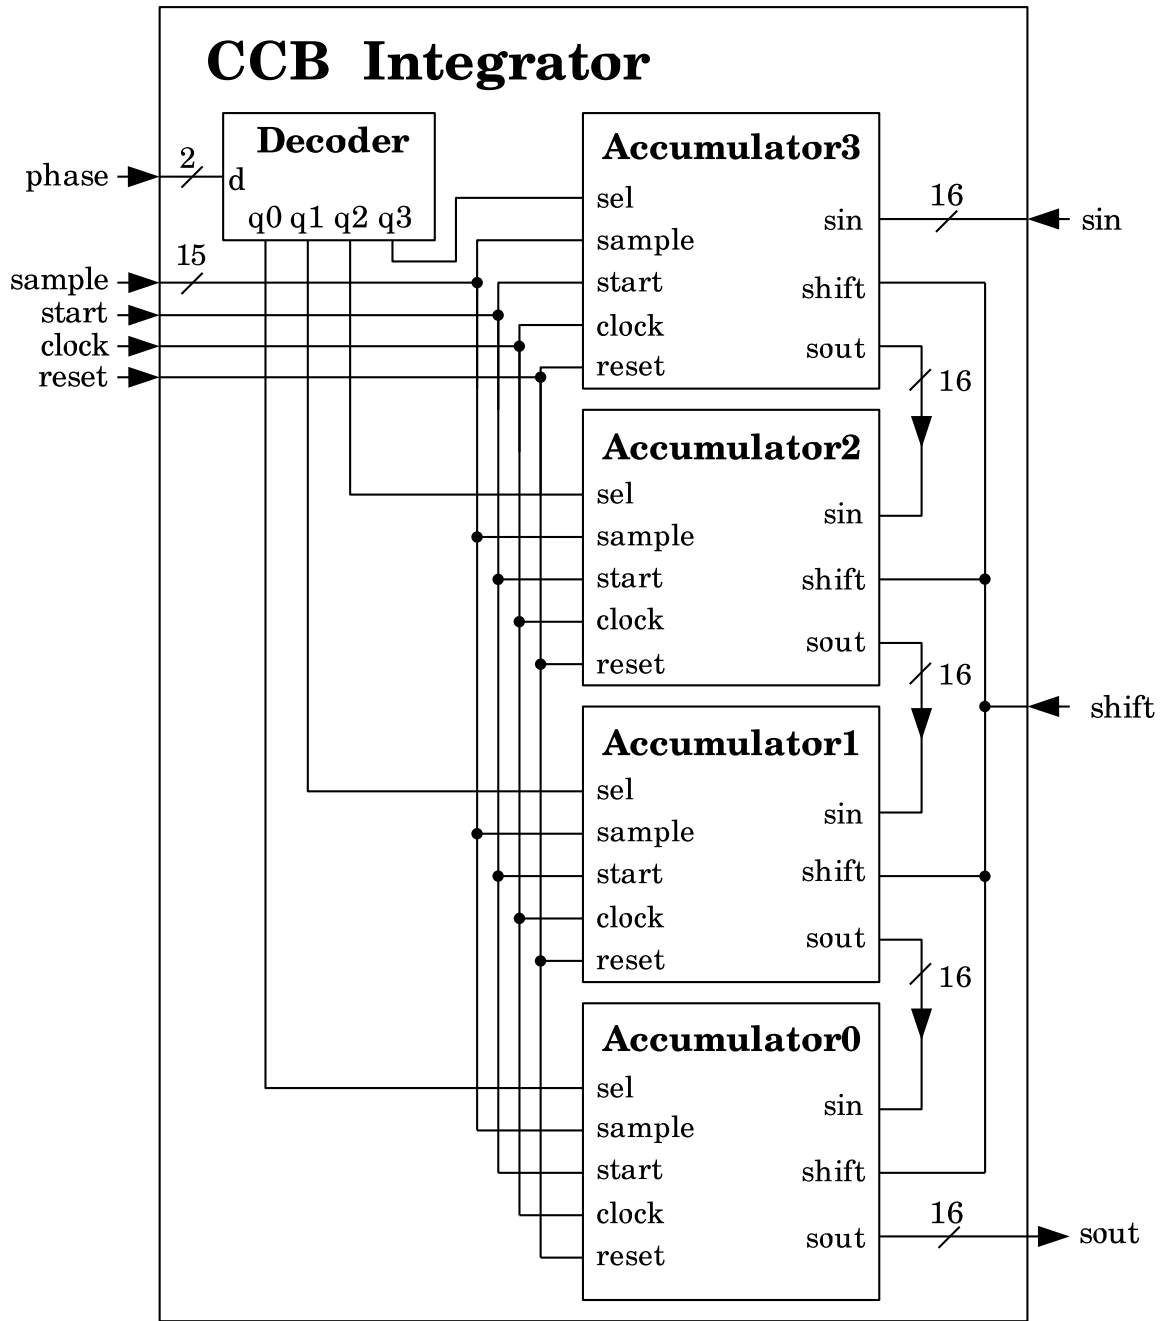 CCB Integrator
Decoder
phase
2
d
q0 q1 q2 q3
sample
15
start
clock
reset
Accumulator3
sel
sample
start
clock
reset
sin
shift
sout
16
sin
16
Accumulator2
sel
sample
start
clock
reset
sin
shift
sout
16
shift
Accumulator1
sel
sample
start
clock
reset
sin
shift
sout
16
Accumulator0
sel
sample
start
clock
reset
sin
shift
sout
16
sout